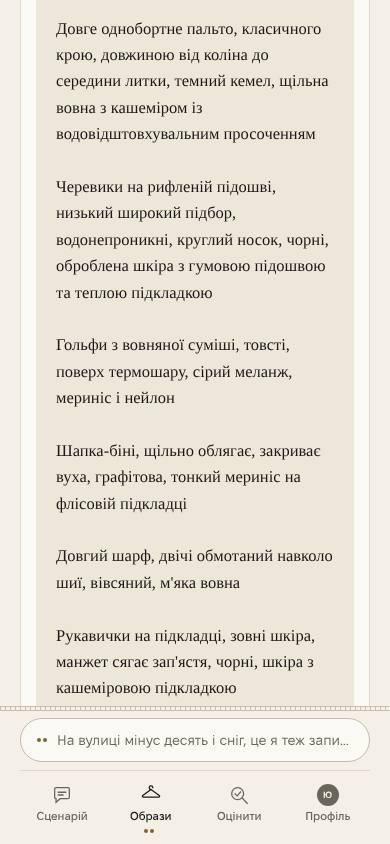 Довге однобортне пальто, класичного
крою, довжиною від коліна до
середини литки, темний кемел, щільна
вовна з кашеміром із
водовідштовхувальним просоченням
Черевики на рифленій підошві,
низький широкий підбор,
водонепроникні, круглий носок, чорні,
оброблена шкіра з гумовою підошвою
та теплою підкладкою
Гольфи з вовняної суміші, товсті,
поверх термошару, сірий меланж,
мериніс і нейлон
Шапка-біні, щільно облягає, закриває
вуха, графітова, тонкий мериніс на
флісовій підкладці
Довгий шарф, двічі обмотаний навколо
шиї, вівсяний, м'яка вовна
Рукавички на підкладці, зовні шкіра,
манжет сягає зап'ястя, чорні, шкіра з
кашеміровою підкладкою
На вулиці мінус десять і сніг, це я теж запи...
Сценарій
Образи
Оцінити
Ю
Профіль